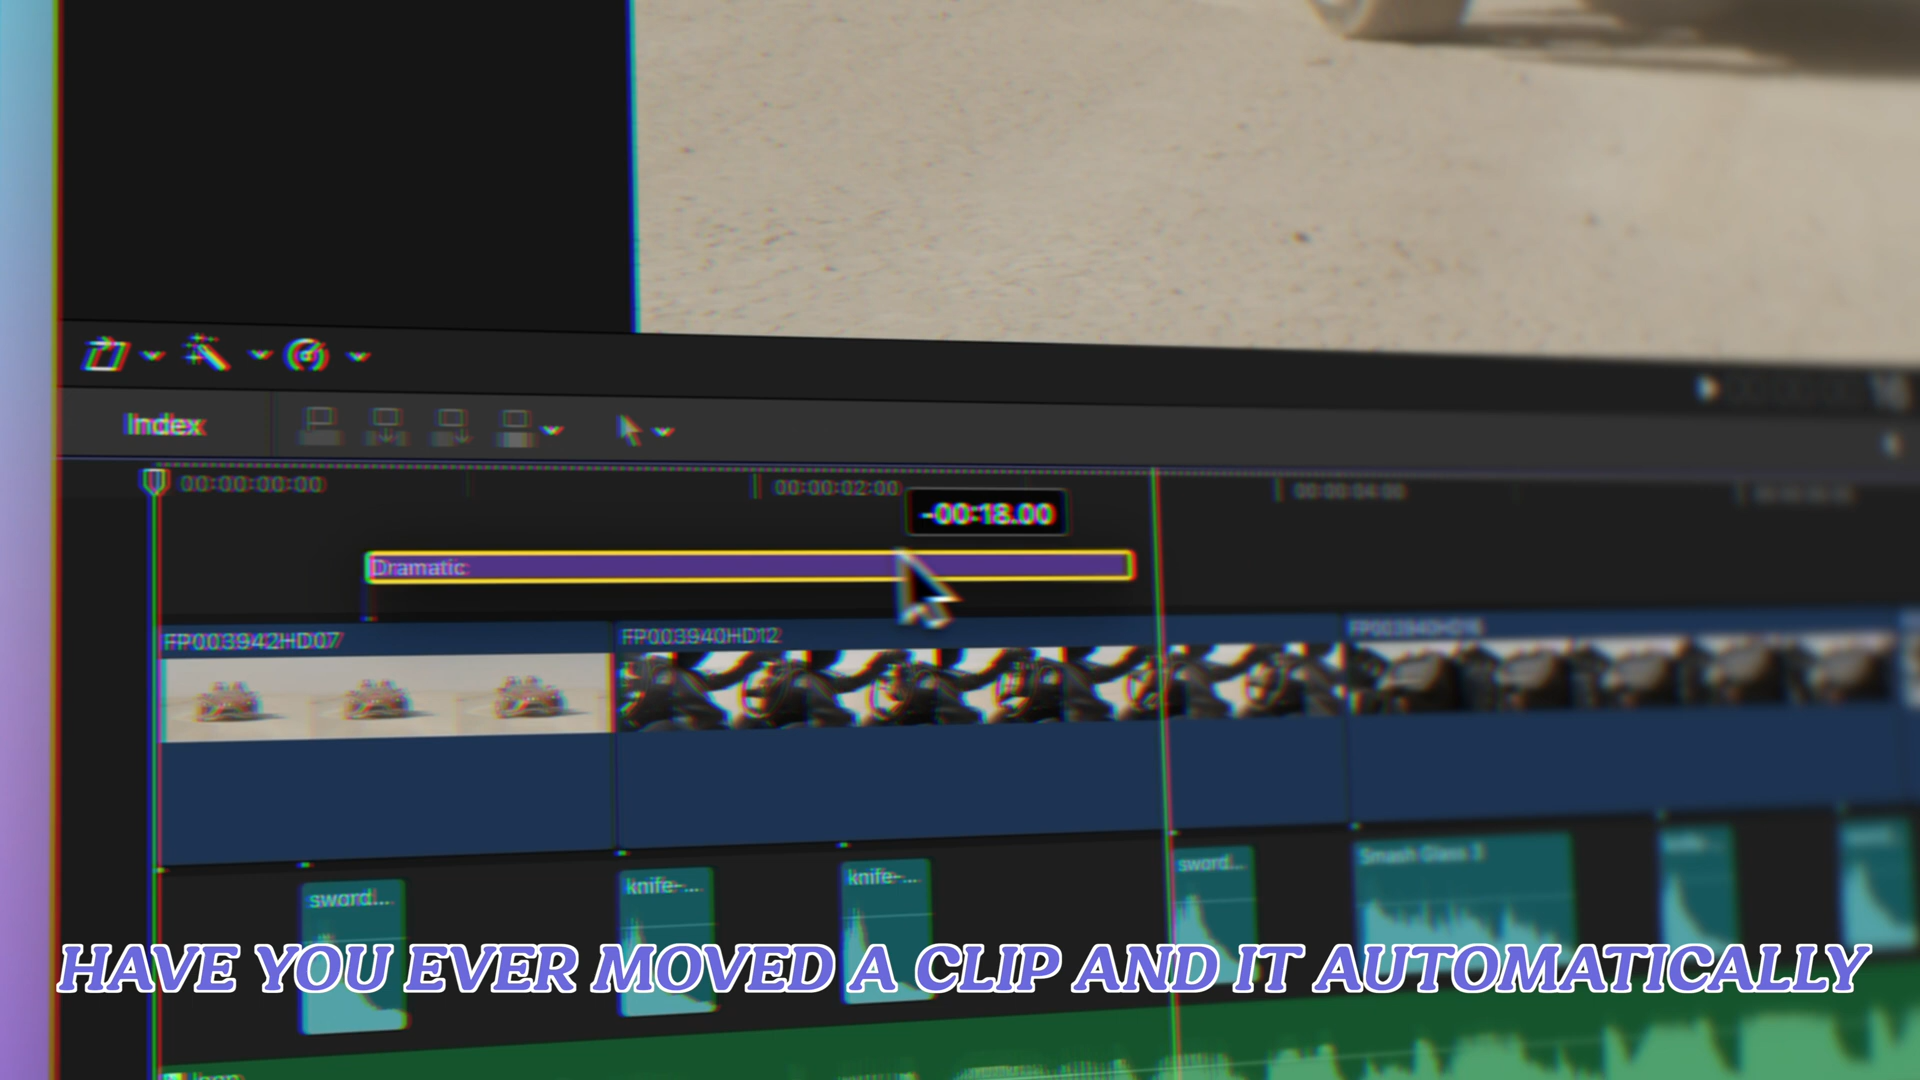 Index
00:00:00:00
00:00:02:00
00:00:04:00
-00:18.00
Dramatic
FP003942HD07
FP003940HD12
sword...
knife-...
knife-...
sword...
Smash Glass 3
HAVE YOU EVER MOVED A CLIP AND IT AUTOMATICALLY